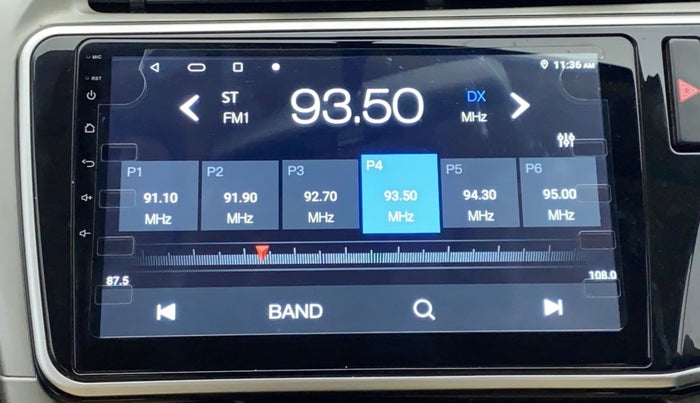 MIC
11:36 AM
RST
ST
FM1
93.50
DX
MHz
P1
91.10
MHz
P2
91.90
MHz
P3
92.70
MHz
P4
93.50
MHz
P5
94.30
MHz
P6
95.00
MHz
87.5
108.0
BAND